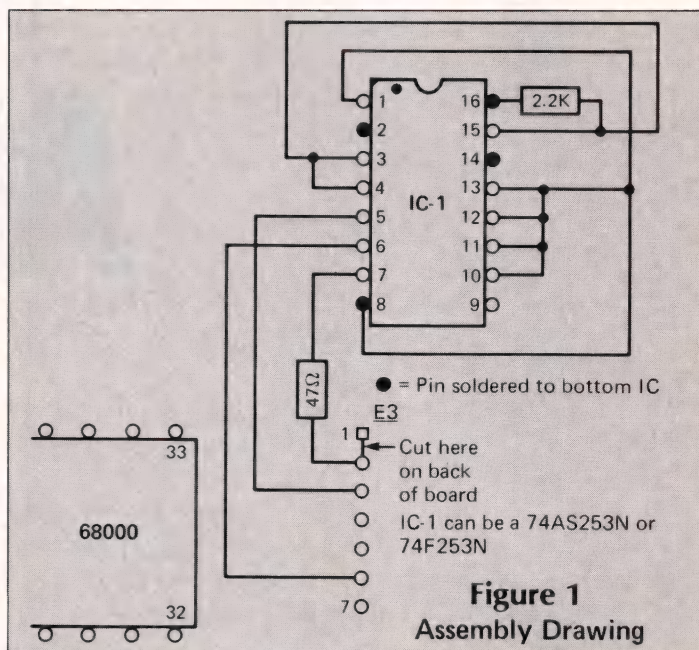 1
2
3
4
5
6
7
8
16
15
14
13
12
11
10
9
2.2K
IC-1
47Ω
● = Pin soldered to bottom IC
E3
1
Cut here
on back
of board
IC-1 can be a 74AS253N or
74F253N
7
33
68000
32
Figure 1
Assembly Drawing